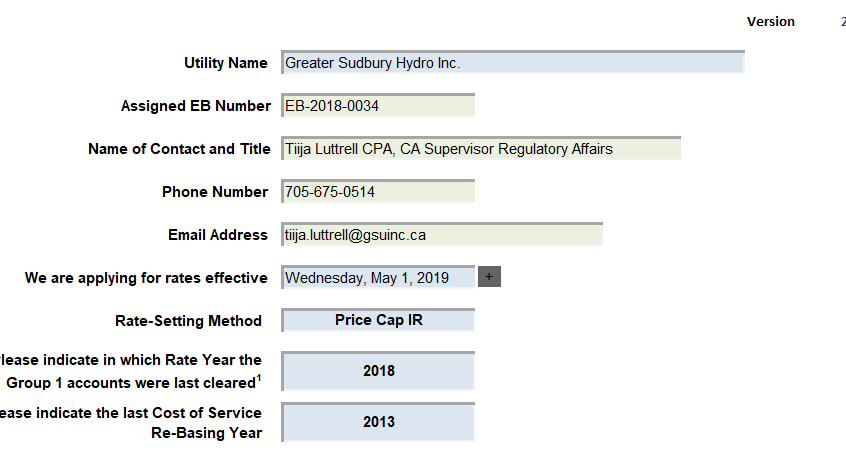 Version 2
Utility Name Greater Sudbury Hydro Inc.
Assigned EB Number EB-2018-0034
Name of Contact and Title Tiija Luttrell CPA, CA Supervisor Regulatory Affairs
Phone Number 705-675-0514
Email Address tiija.luttrell@gsuinc.ca
We are applying for rates effective Wednesday, May 1, 2019 +
Rate-Setting Method Price Cap IR
lease indicate in which Rate Year the
Group 1 accounts were last cleared¹ 2018
ease indicate the last Cost of Service
Re-Basing Year 2013